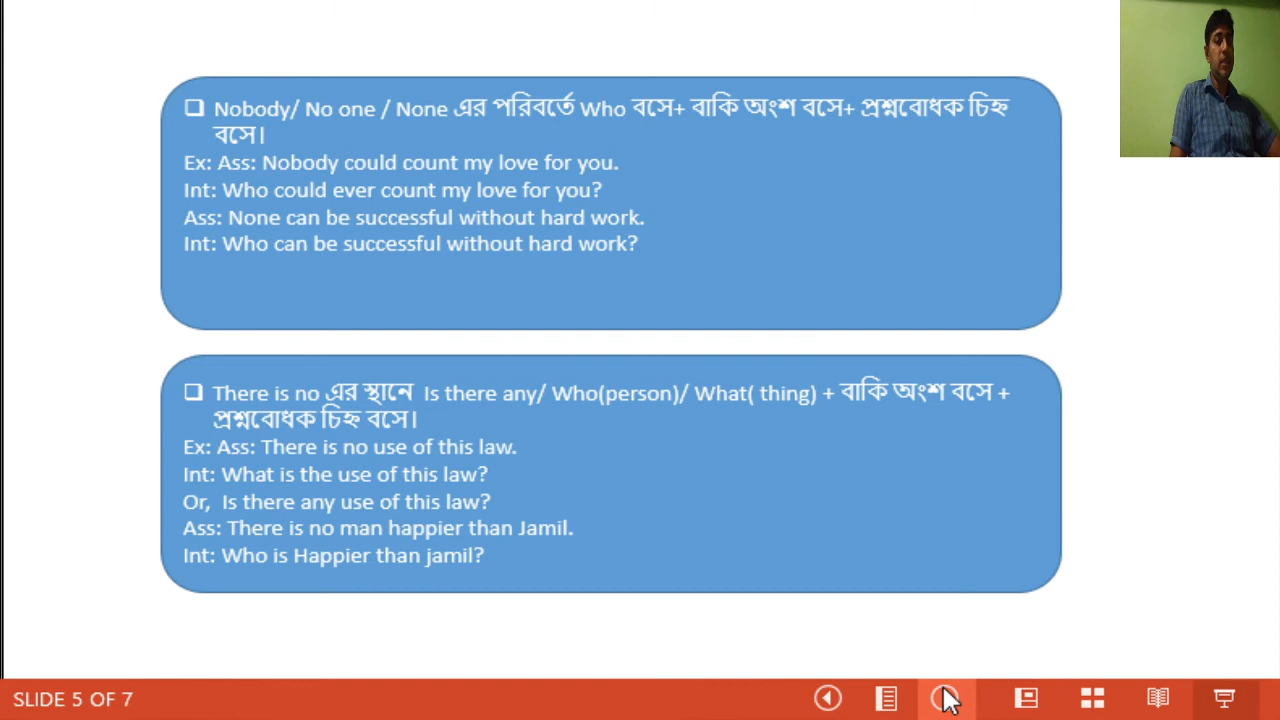 ❑ Nobody/ No one / None এর পরিবর্তে Who বসে+ বাকি অংশ বসে+ প্রশ্নবোধক চিহ্ন
বসে।
Ex: Ass: Nobody could count my love for you.
Int: Who could ever count my love for you?
Ass: None can be successful without hard work.
Int: Who can be successful without hard work?
❑ There is no এর স্থানে Is there any/ Who(person)/ What( thing) + বাকি অংশ বসে +
প্রশ্নবোধক চিহ্ন বসে।
Ex: Ass: There is no use of this law.
Int: What is the use of this law?
Or, Is there any use of this law?
Ass: There is no man happier than Jamil.
Int: Who is Happier than jamil?
SLIDE 5 OF 7